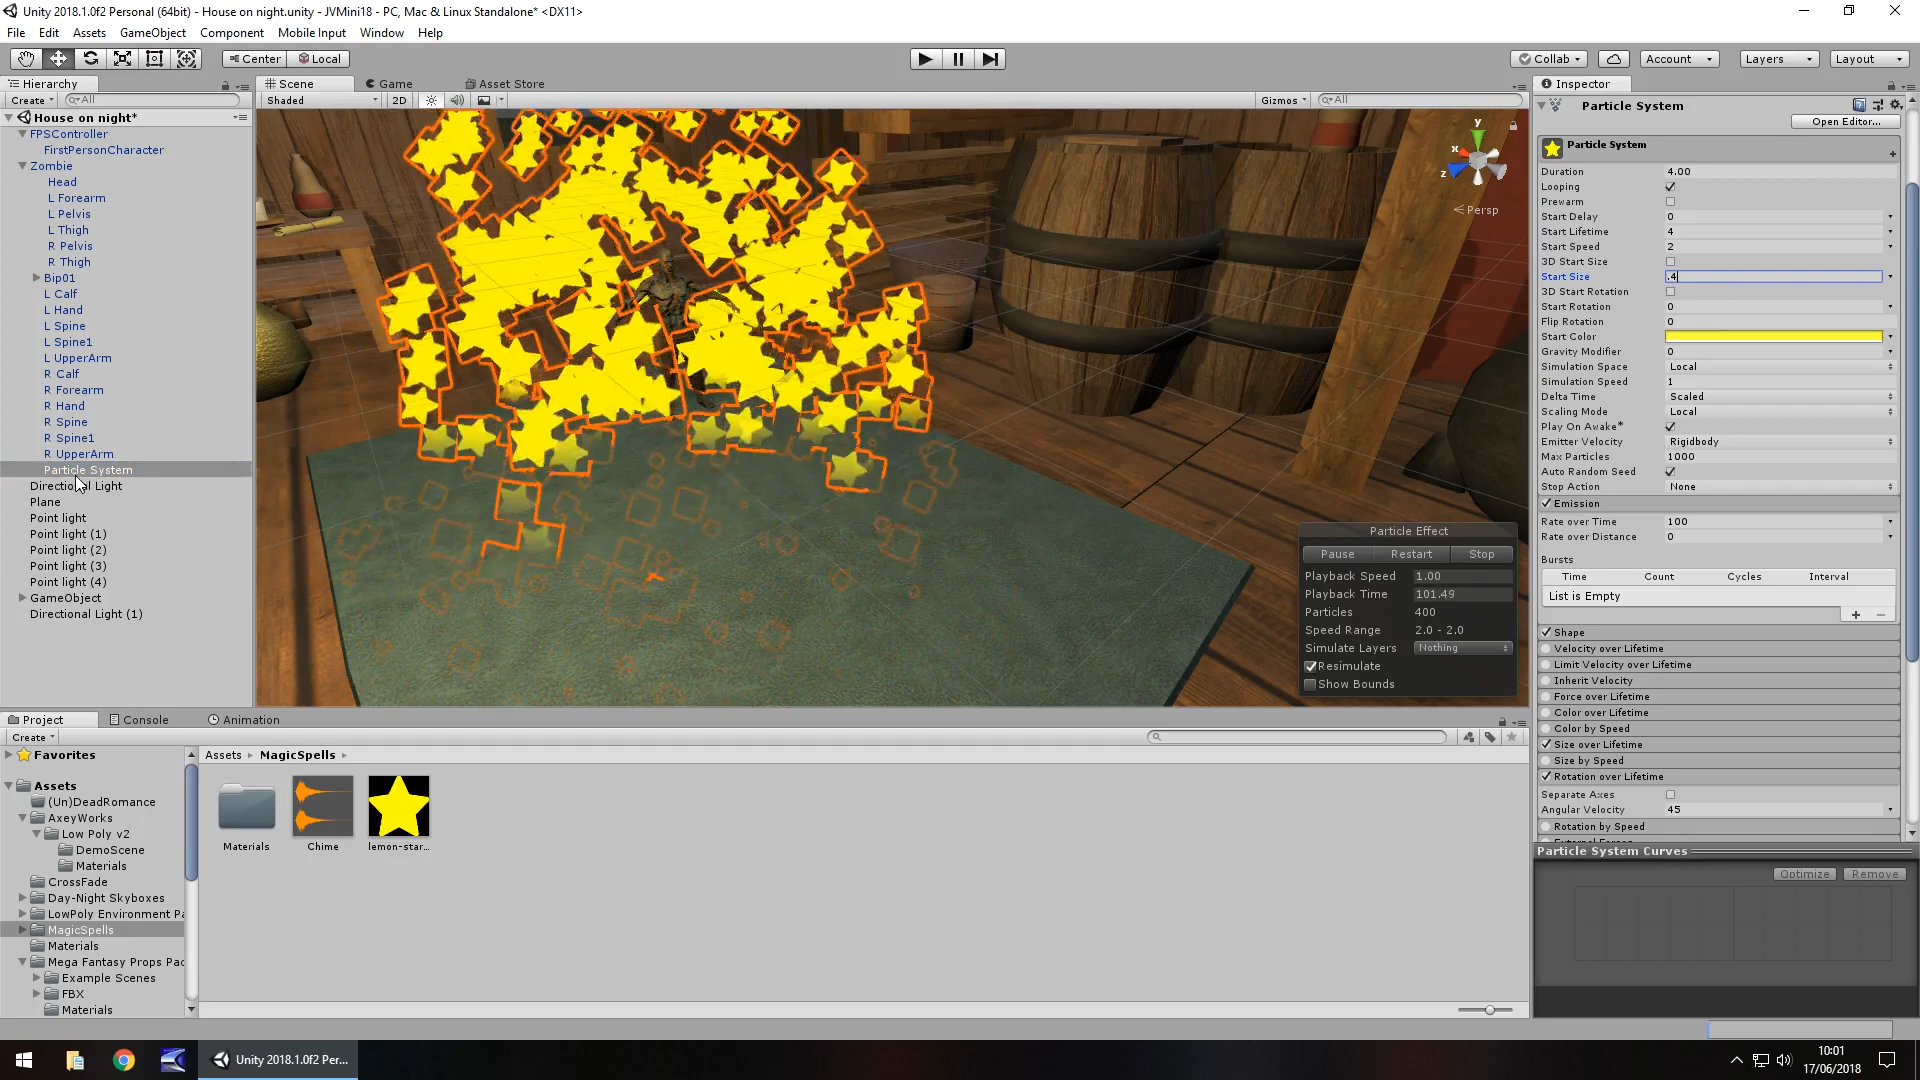 Unity 2018.1.0f2 Personal (64bit) - House on night.unity - JVMini18 - PC, Mac & Linux Standalone* <DX11>
File Edit Assets GameObject Component Mobile Input Window Help
Center Local Collab Account Layers Layout
Hierarchy
Create All
House on night*
FPSController
FirstPersonCharacter
Zombie
Head
L Forearm
L Pelvis
L Thigh
R Pelvis
R Thigh
Bip01
L Calf
L Hand
L Spine
L Spine1
L UpperArm
R Calf
R Forearm
R Hand
R Spine
R Spine1
R UpperArm
Particle System
Directional Light
Plane
Point light
Point light (1)
Point light (2)
Point light (3)
Point light (4)
GameObject
Directional Light (1)
Scene Game Asset Store
Shaded 2D Gizmos All
y
x
z
Persp
Particle Effect
Pause Restart Stop
Playback Speed 1.00
Playback Time 101.49
Particles 400
Speed Range 2.0 - 2.0
Simulate Layers Nothing
Resimulate
Show Bounds
Inspector
Particle System
Open Editor...
Particle System
Duration 4.00
Looping
Prewarm
Start Delay 0
Start Lifetime 4
Start Speed 2
3D Start Size
Start Size .4
3D Start Rotation
Start Rotation 0
Flip Rotation 0
Start Color
Gravity Modifier 0
Simulation Space Local
Simulation Speed 1
Delta Time Scaled
Scaling Mode Local
Play On Awake*
Emitter Velocity Rigidbody
Max Particles 1000
Auto Random Seed
Stop Action None
Emission
Rate over Time 100
Rate over Distance 0
Bursts
Time Count Cycles Interval
List is Empty
Shape
Velocity over Lifetime
Limit Velocity over Lifetime
Inherit Velocity
Force over Lifetime
Color over Lifetime
Color by Speed
Size over Lifetime
Size by Speed
Rotation over Lifetime
Separate Axes
Angular Velocity 45
Rotation by Speed
Particle System Curves
Optimize Remove
Project Console Animation
Create
Favorites
Assets
(Un)DeadRomance
AxeyWorks
Low Poly v2
DemoScene
Materials
CrossFade
Day-Night Skyboxes
LowPoly Environment Pa
MagicSpells
Materials
Mega Fantasy Props Pac
Example Scenes
FBX
Materials
Assets MagicSpells
Materials Chime lemon-star...
Unity 2018.1.0f2 Per...
10:01
17/06/2018